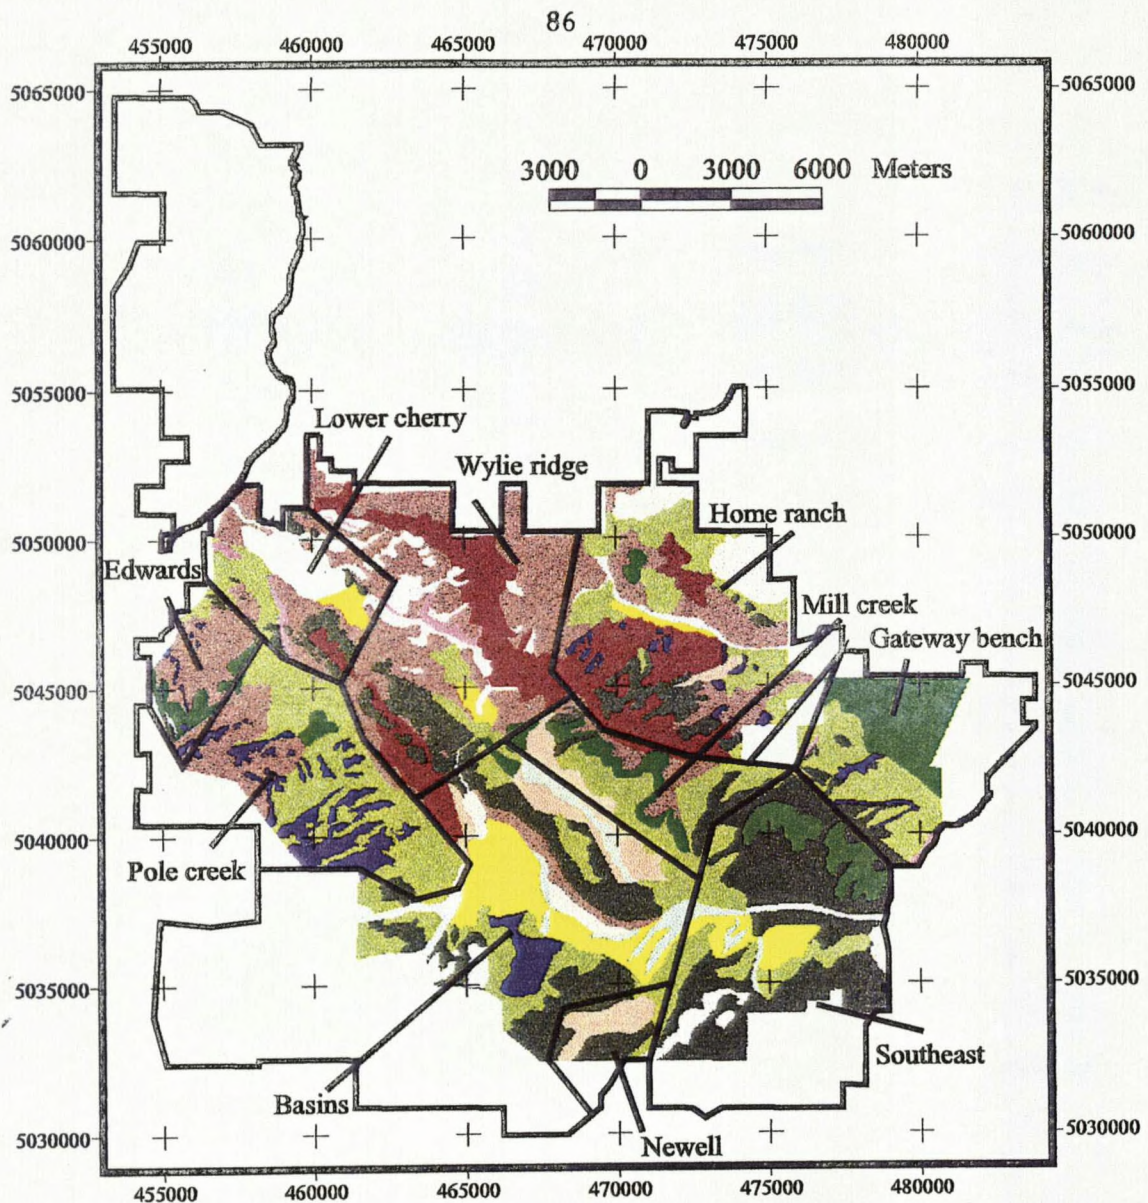 86
455000 460000 465000 470000 475000 480000
5065000 5065000
3000 0 3000 6000 Meters
5060000 5060000
5055000 5055000
Lower cherry
Wylie ridge
Home ranch
5050000 5050000
Edwards
Mill creek
Gateway bench
5045000 5045000
5040000 5040000
Pole creek
5035000 5035000
Southeast
Basins
Newell
5030000 5030000
455000 460000 465000 470000 475000 480000